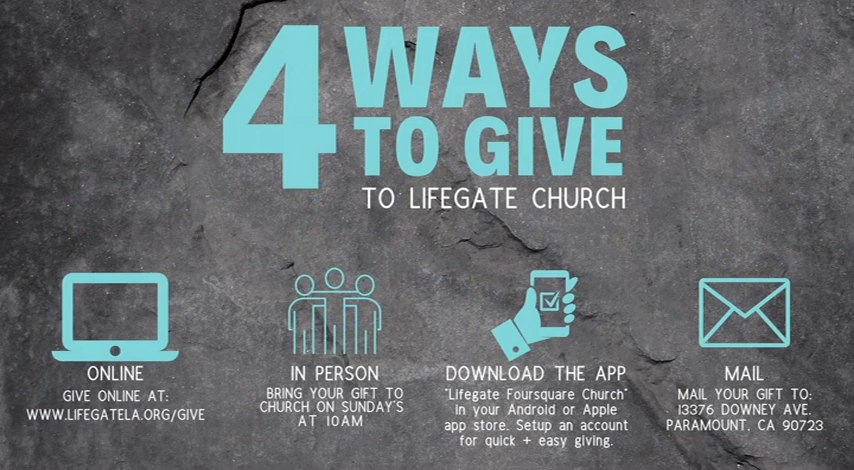 4 WAYS
TO GIVE
TO LIFEGATE CHURCH
ONLINE
GIVE ONLINE AT:
WWW.LIFEGATELA.ORG/GIVE
IN PERSON
BRING YOUR GIFT TO
CHURCH ON SUNDAY'S
AT 10AM
DOWNLOAD THE APP
"Lifegate Foursquare Church"
in your Android or Apple
app store. Setup an account
for quick + easy giving.
MAIL
MAIL YOUR GIFT TO:
13376 DOWNEY AVE.
PARAMOUNT, CA 90723